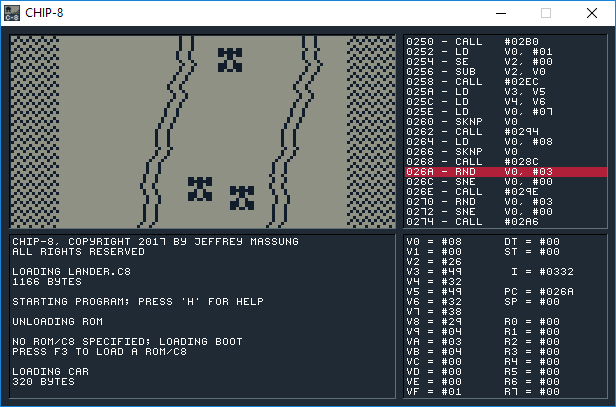 CHIP-8
0250 - CALL #02B0
0252 - LD V0, #01
0254 - SE V2, #00
0256 - SUB V2, V0
0258 - CALL #02EC
025A - LD V3, V5
025C - LD V4, V6
025E - LD V0, #07
0260 - SKNP V0
0262 - CALL #0294
0264 - LD V0, #08
0266 - SKNP V0
0268 - CALL #028C
026A - RND V0, #03
026C - SNE V0, #00
026E - CALL #029E
0270 - RND V0, #03
0272 - SNE V0, #00
0274 - CALL #02A6
CHIP-8, COPYRIGHT 2017 BY JEFFREY MASSUNG
ALL RIGHTS RESERVED
LOADING LANDER.C8
1166 BYTES
STARTING PROGRAM; PRESS 'H' FOR HELP
UNLOADING ROM
NO ROM/C8 SPECIFIED; LOADING BOOT
PRESS F3 TO LOAD A ROM/C8
LOADING CAR
320 BYTES
V0 = #08 DT = #00
V1 = #00 ST = #00
V2 = #26
V3 = #49 I = #0332
V4 = #32
V5 = #49 PC = #026A
V6 = #32 SP = #00
V7 = #38
V8 = #29 R0 = #00
V9 = #04 R1 = #00
VA = #03 R2 = #00
VB = #04 R3 = #00
VC = #00 R4 = #00
VD = #00 R5 = #00
VE = #00 R6 = #00
VF = #01 R7 = #00